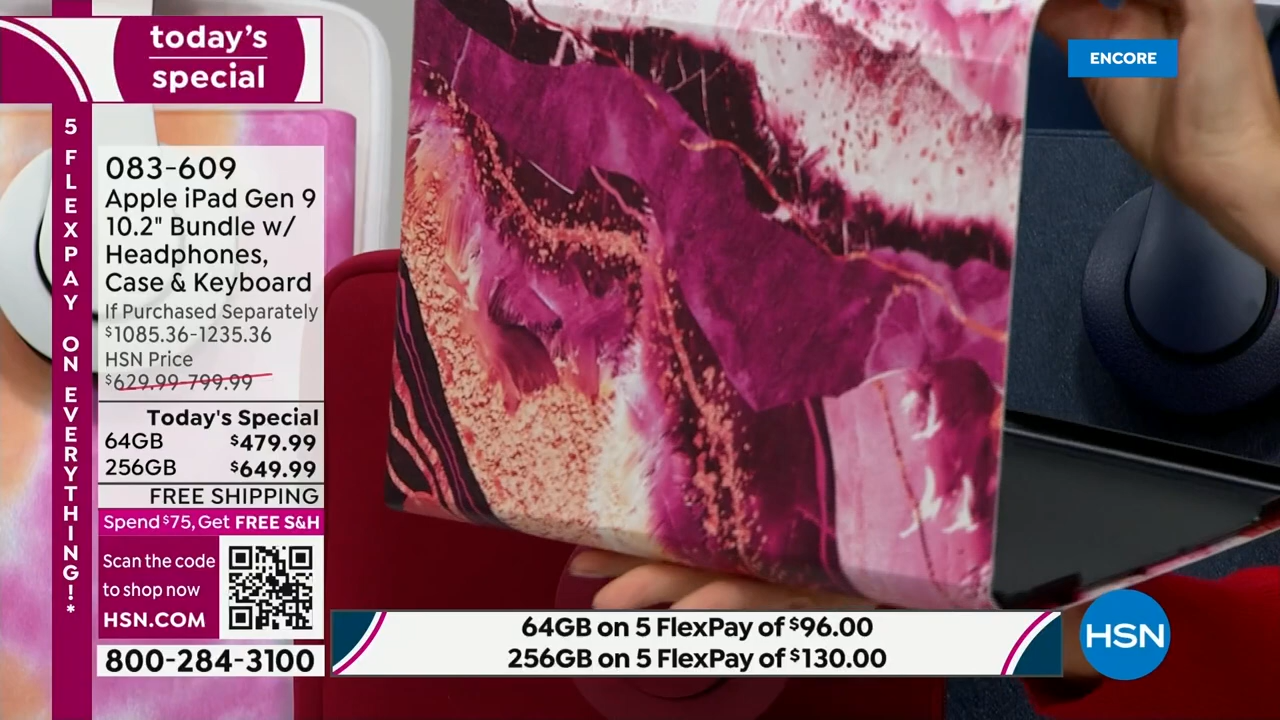 today's
special
ENCORE
5 FLEXPAY ON EVERYTHING!*
083-609
Apple iPad Gen 9
10.2" Bundle w/
Headphones,
Case & Keyboard
If Purchased Separately
$1085.36-1235.36
HSN Price
$629.99-799.99
Today's Special
64GB $479.99
256GB $649.99
FREE SHIPPING
Spend $75, Get FREE S&H
Scan the code
to shop now
HSN.COM
800-284-3100
64GB on 5 FlexPay of $96.00
256GB on 5 FlexPay of $130.00
HSN